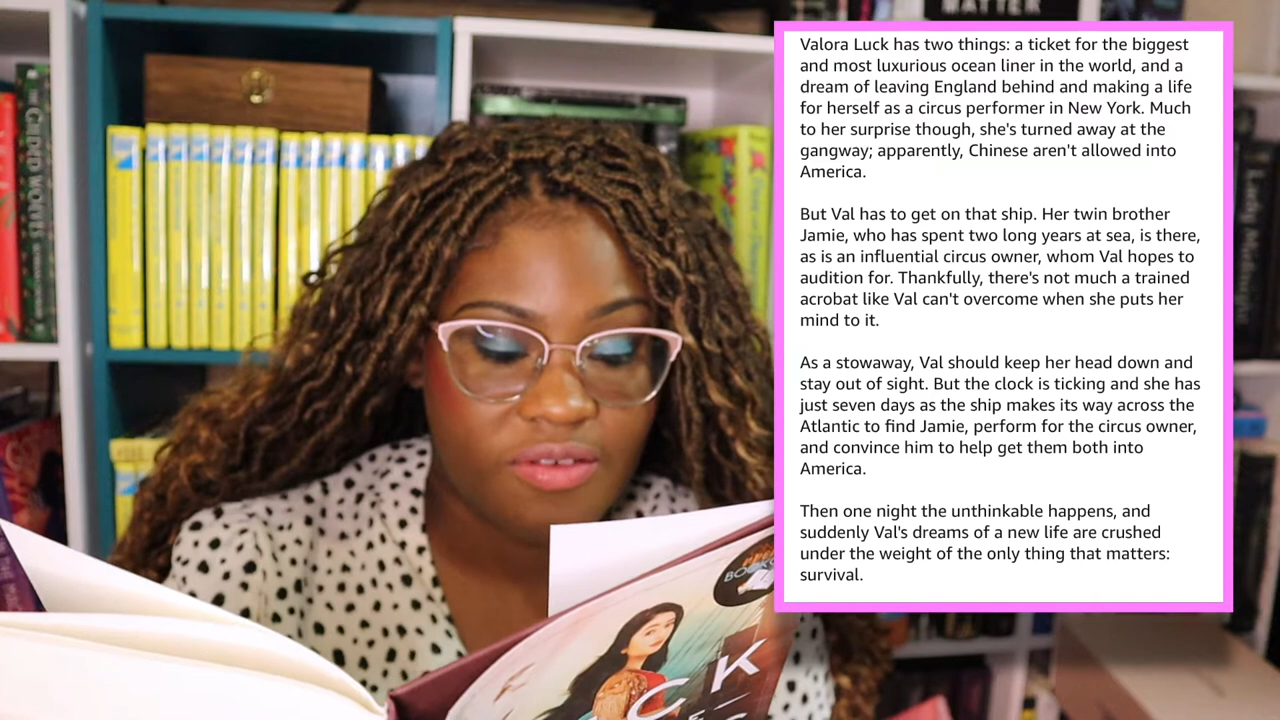 MATTER
Valora Luck has two things: a ticket for the biggest
and most luxurious ocean liner in the world, and a
dream of leaving England behind and making a life
for herself as a circus performer in New York. Much
to her surprise though, she's turned away at the
gangway; apparently, Chinese aren't allowed into
America.
But Val has to get on that ship. Her twin brother
Jamie, who has spent two long years at sea, is there,
as is an influential circus owner, whom Val hopes to
audition for. Thankfully, there's not much a trained
acrobat like Val can't overcome when she puts her
mind to it.
As a stowaway, Val should keep her head down and
stay out of sight. But the clock is ticking and she has
just seven days as the ship makes its way across the
Atlantic to find Jamie, perform for the circus owner,
and convince him to help get them both into
America.
Then one night the unthinkable happens, and
suddenly Val's dreams of a new life are crushed
under the weight of the only thing that matters:
survival.
Lady
BOOK
CK